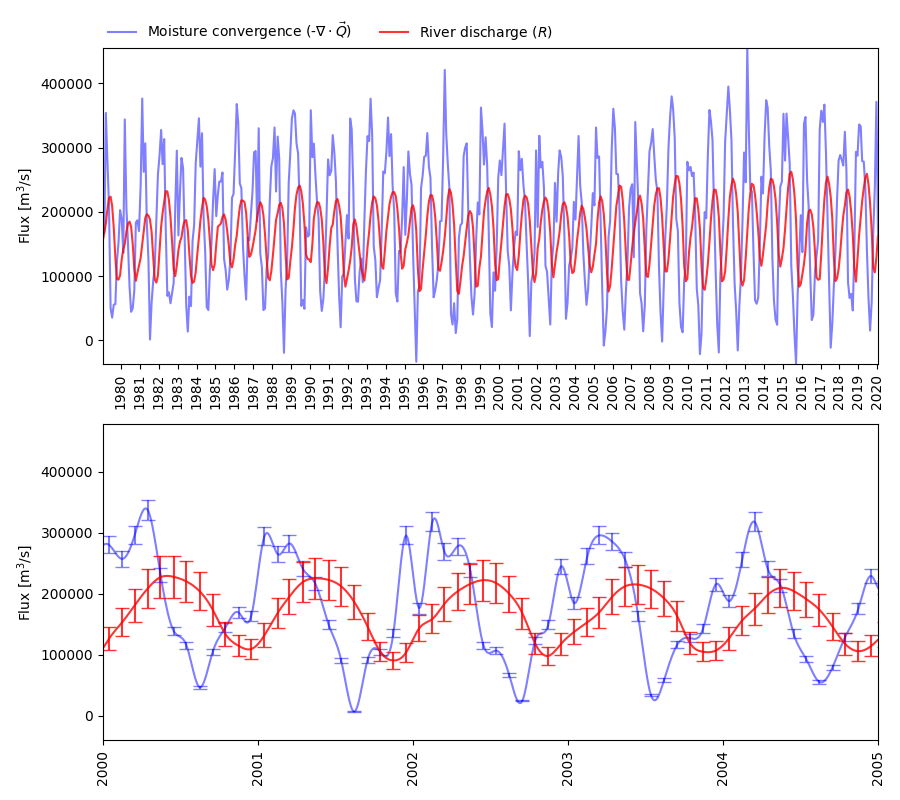 Moisture convergence (-∇ · Q⃗) River discharge (R)
Flux [m³/s]
400000
300000
200000
100000
0
1980 1981 1982 1983 1984 1985 1986 1987 1988 1989 1990 1991 1992 1993 1994 1995 1996 1997 1998 1999 2000 2001 2002 2003 2004 2005 2006 2007 2008 2009 2010 2011 2012 2013 2014 2015 2016 2017 2018 2019 2020
Flux [m³/s]
400000
300000
200000
100000
0
2000 2001 2002 2003 2004 2005